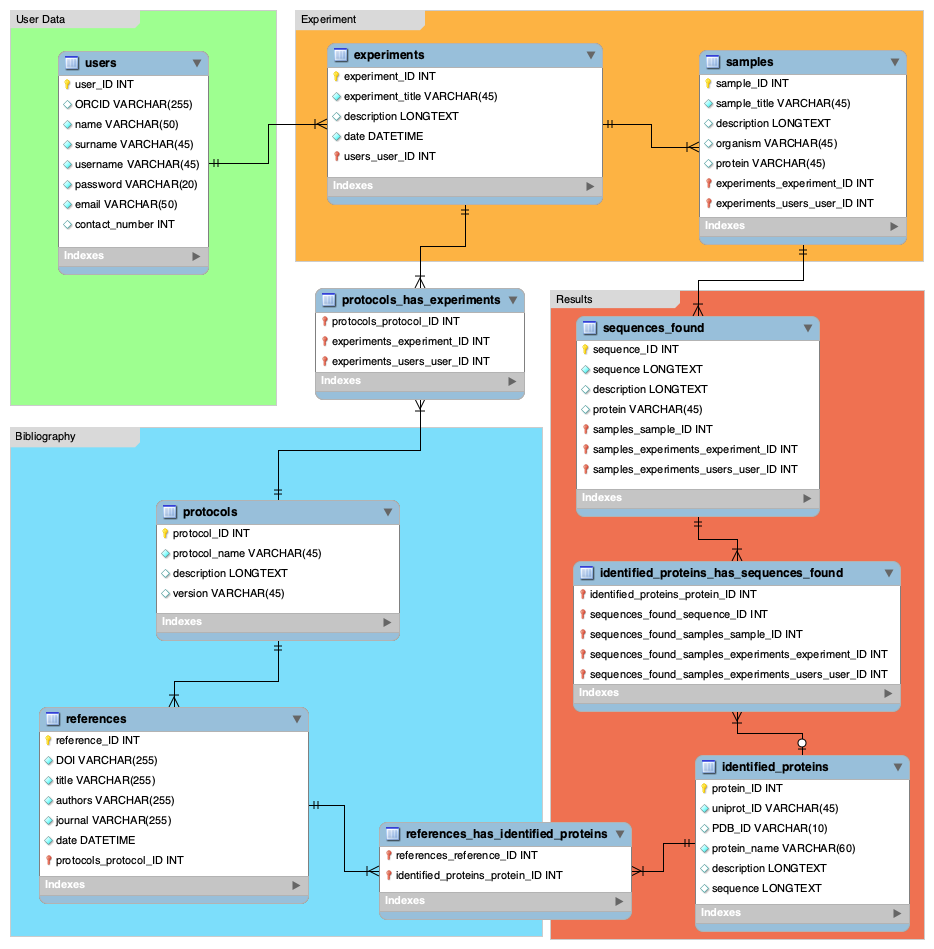 User Data
users
user_ID INT
ORCID VARCHAR(255)
name VARCHAR(50)
surname VARCHAR(45)
username VARCHAR(45)
password VARCHAR(20)
email VARCHAR(50)
contact_number INT
Indexes
Experiment
experiments
experiment_ID INT
experiment_title VARCHAR(45)
description LONGTEXT
date DATETIME
users_user_ID INT
Indexes
samples
sample_ID INT
sample_title VARCHAR(45)
description LONGTEXT
organism VARCHAR(45)
protein VARCHAR(45)
experiments_experiment_ID INT
experiments_users_user_ID INT
Indexes
protocols_has_experiments
protocols_protocol_ID INT
experiments_experiment_ID INT
experiments_users_user_ID INT
Indexes
Results
sequences_found
sequence_ID INT
sequence LONGTEXT
description LONGTEXT
protein VARCHAR(45)
samples_sample_ID INT
samples_experiments_experiment_ID INT
samples_experiments_users_user_ID INT
Indexes
Bibliography
protocols
protocol_ID INT
protocol_name VARCHAR(45)
description LONGTEXT
version VARCHAR(45)
Indexes
identified_proteins_has_sequences_found
identified_proteins_protein_ID INT
sequences_found_sequence_ID INT
sequences_found_samples_sample_ID INT
sequences_found_samples_experiments_experiment_ID INT
sequences_found_samples_experiments_users_user_ID INT
Indexes
references
reference_ID INT
DOI VARCHAR(255)
title VARCHAR(255)
authors VARCHAR(255)
journal VARCHAR(255)
date DATETIME
protocols_protocol_ID INT
Indexes
references_has_identified_proteins
references_reference_ID INT
identified_proteins_protein_ID INT
Indexes
identified_proteins
protein_ID INT
uniprot_ID VARCHAR(45)
PDB_ID VARCHAR(10)
protein_name VARCHAR(60)
description LONGTEXT
sequence LONGTEXT
Indexes